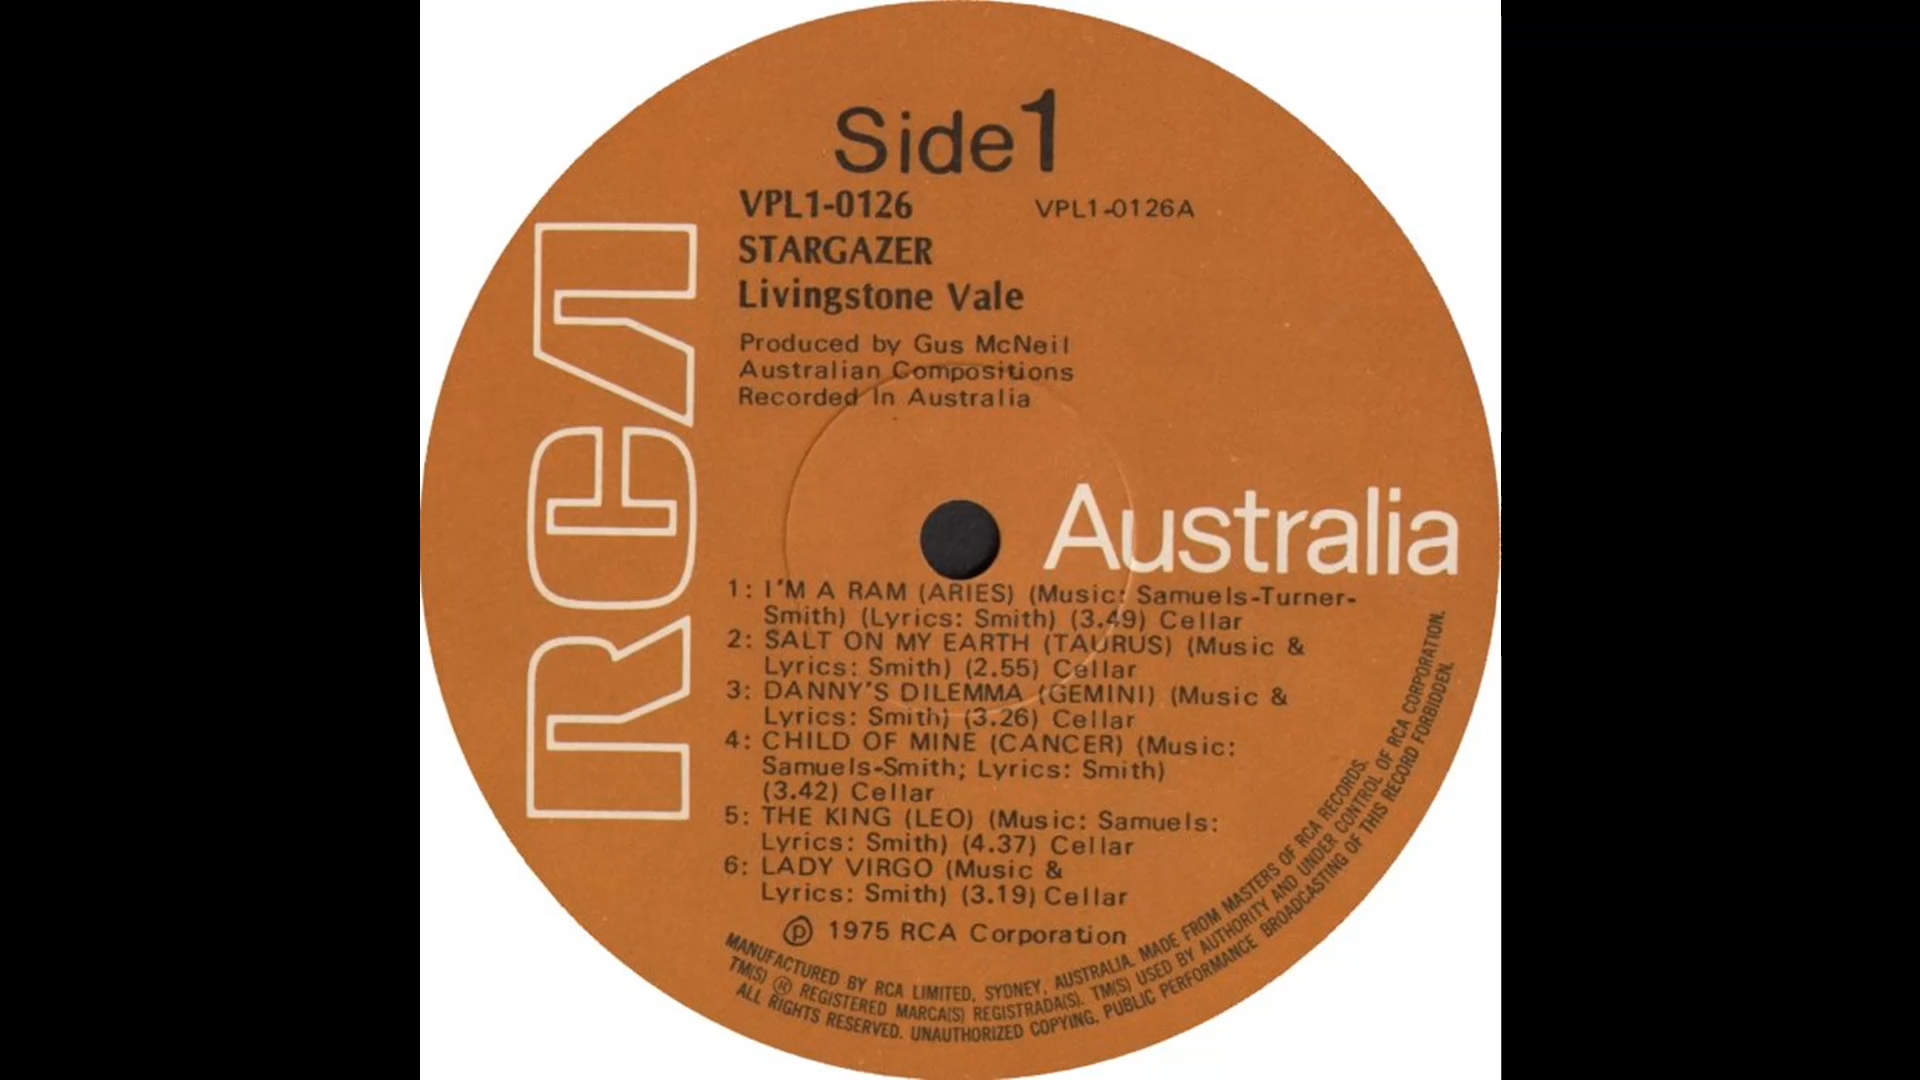 Side 1
VPL1-0126 VPL1-0126A
STARGAZER
Livingstone Vale
Produced by Gus McNeil
Australian Compositions
Recorded In Australia
RCA
Australia
1: I'M A RAM (ARIES) (Music: Samuels-Turner-
Smith) (Lyrics: Smith) (3.49) Cellar
2: SALT ON MY EARTH (TAURUS) (Music &
Lyrics: Smith) (2.55) Cellar
3: DANNY'S DILEMMA (GEMINI) (Music &
Lyrics: Smith) (3.26) Cellar
4: CHILD OF MINE (CANCER) (Music:
Samuels-Smith; Lyrics: Smith)
(3.42) Cellar
5: THE KING (LEO) (Music: Samuels:
Lyrics: Smith) (4.37) Cellar
6: LADY VIRGO (Music &
Lyrics: Smith) (3.19) Cellar
℗ 1975 RCA Corporation
MANUFACTURED BY RCA LIMITED, SYDNEY, AUSTRALIA. MADE FROM MASTERS OF RCA RECORDS.
TM(S) ® REGISTERED MARCA(S) REGISTRADA(S). TM(S) USED BY AUTHORITY AND UNDER CONTROL OF RCA CORPORATION.
ALL RIGHTS RESERVED. UNAUTHORIZED COPYING, PUBLIC PERFORMANCE, BROADCASTING OF THIS RECORD FORBIDDEN.